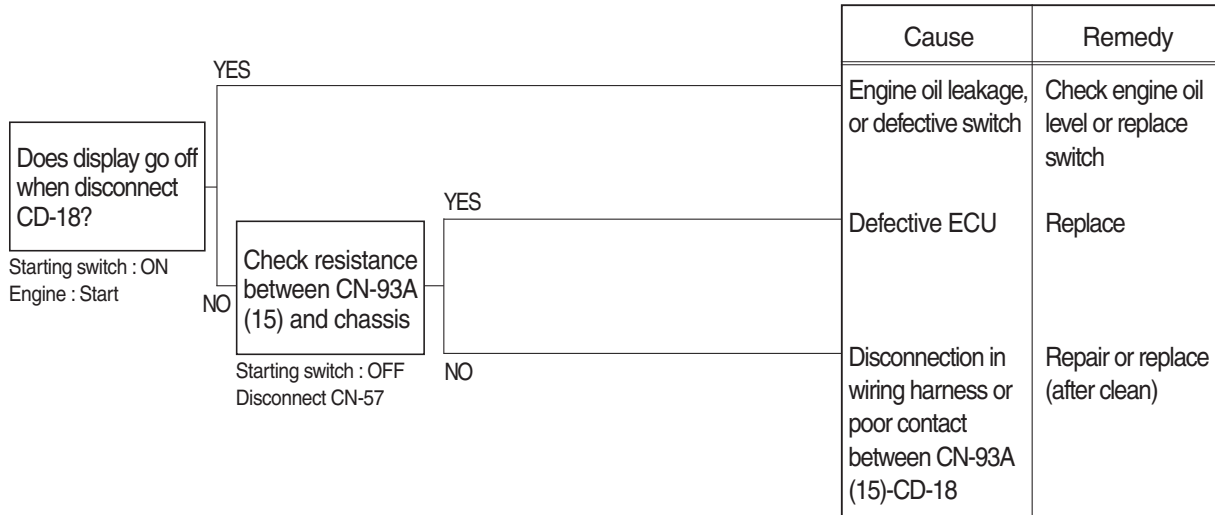 Cause
Remedy
YES
Does display go off
when disconnect
CD-18?
Starting switch : ON
Engine : Start
NO
Check resistance
between CN-93A
(15) and chassis
Starting switch : OFF
Disconnect CN-57
YES
NO
Engine oil leakage,
or defective switch
Check engine oil
level or replace
switch
Defective ECU
Replace
Disconnection in
wiring harness or
poor contact
between CN-93A
(15)-CD-18
Repair or replace
(after clean)